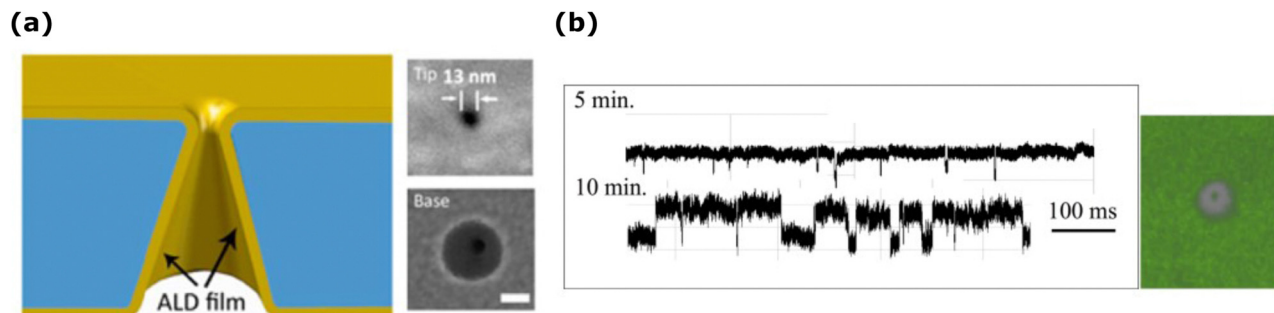 (a)
(b)
Tip
13 nm
Base
ALD film
5 min.
10 min.
100 ms